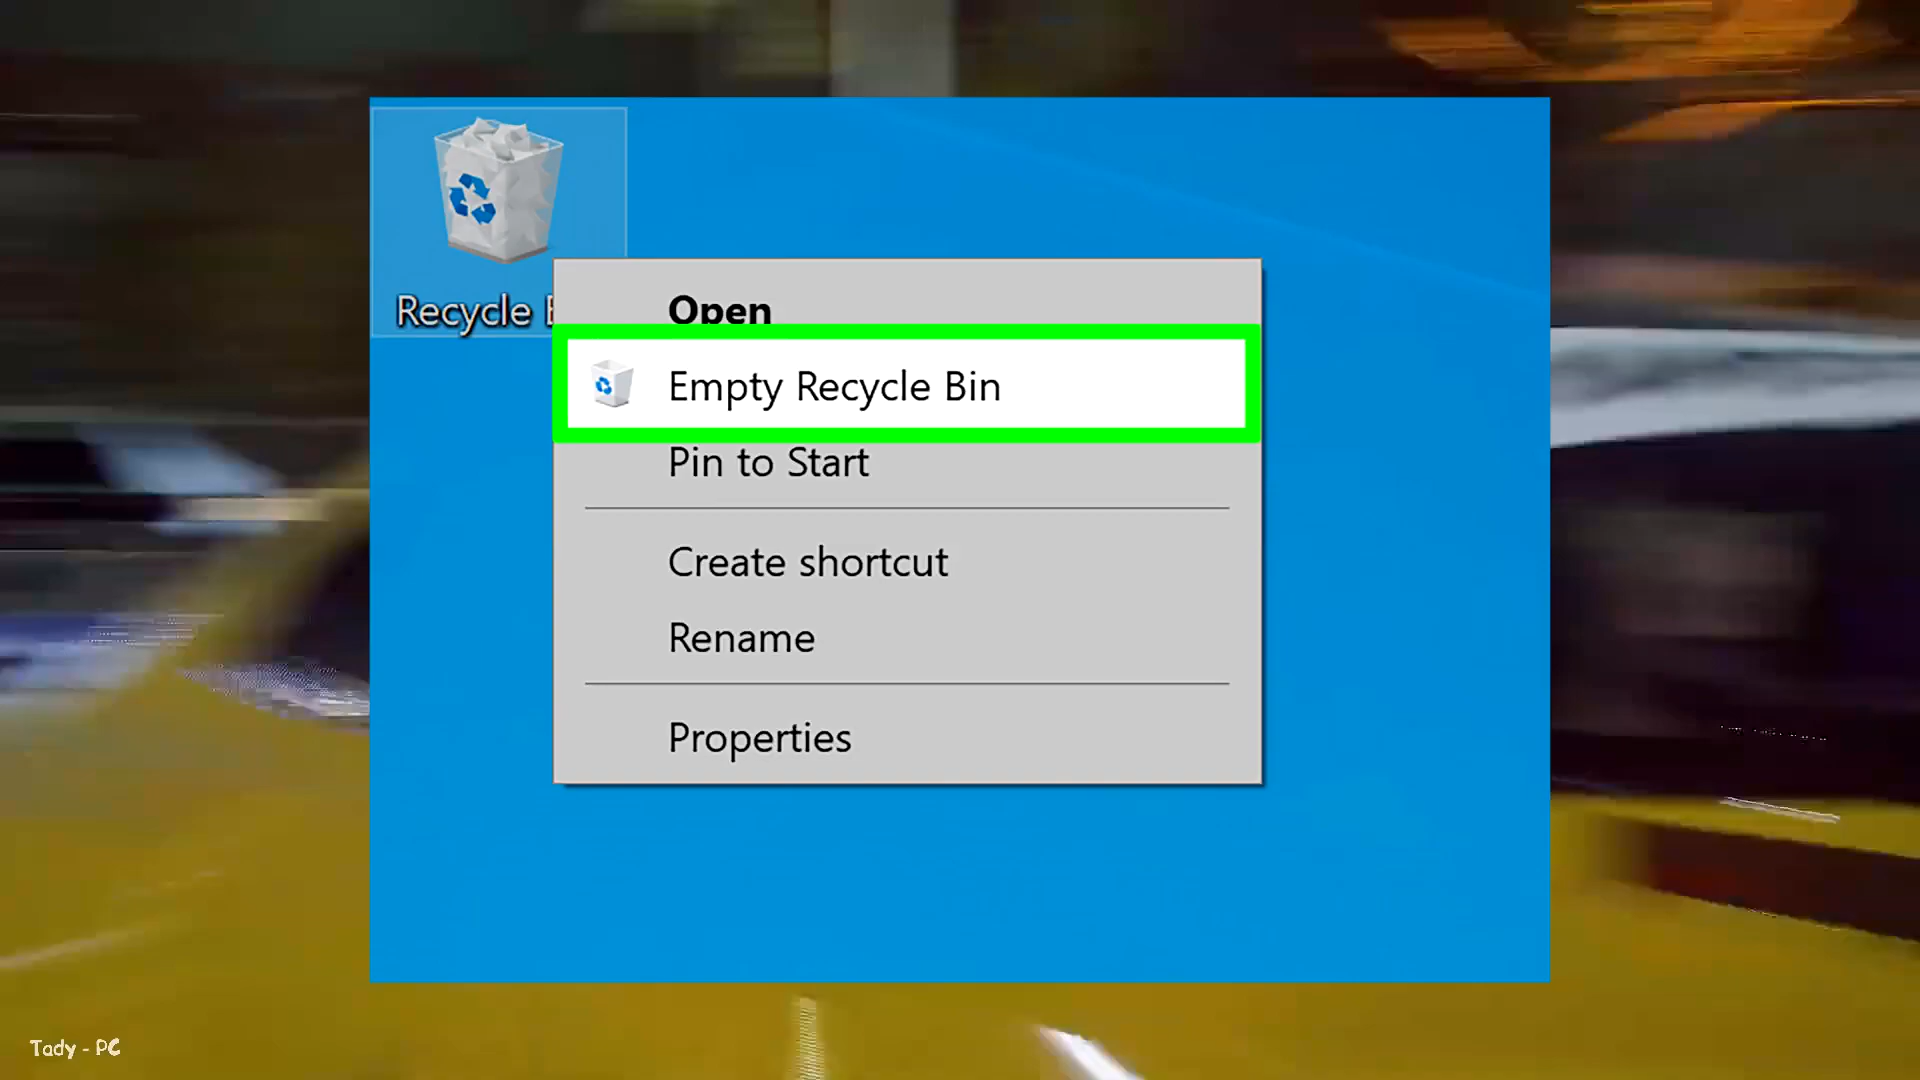 Recycle
Open
Empty Recycle Bin
Pin to Start
Create shortcut
Rename
Properties
Tady - PC